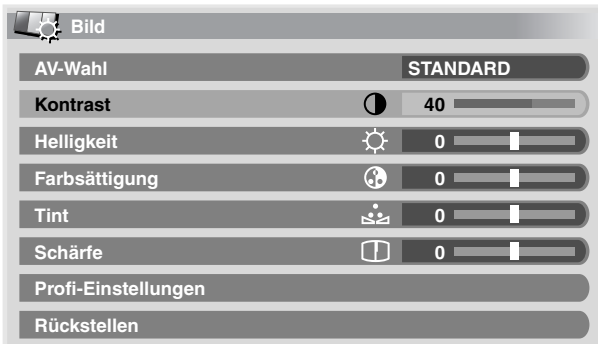 Bild
AV-Wahl STANDARD
Kontrast 40
Helligkeit 0
Farbsättigung 0
Tint 0
Schärfe 0
Profi-Einstellungen
Rückstellen